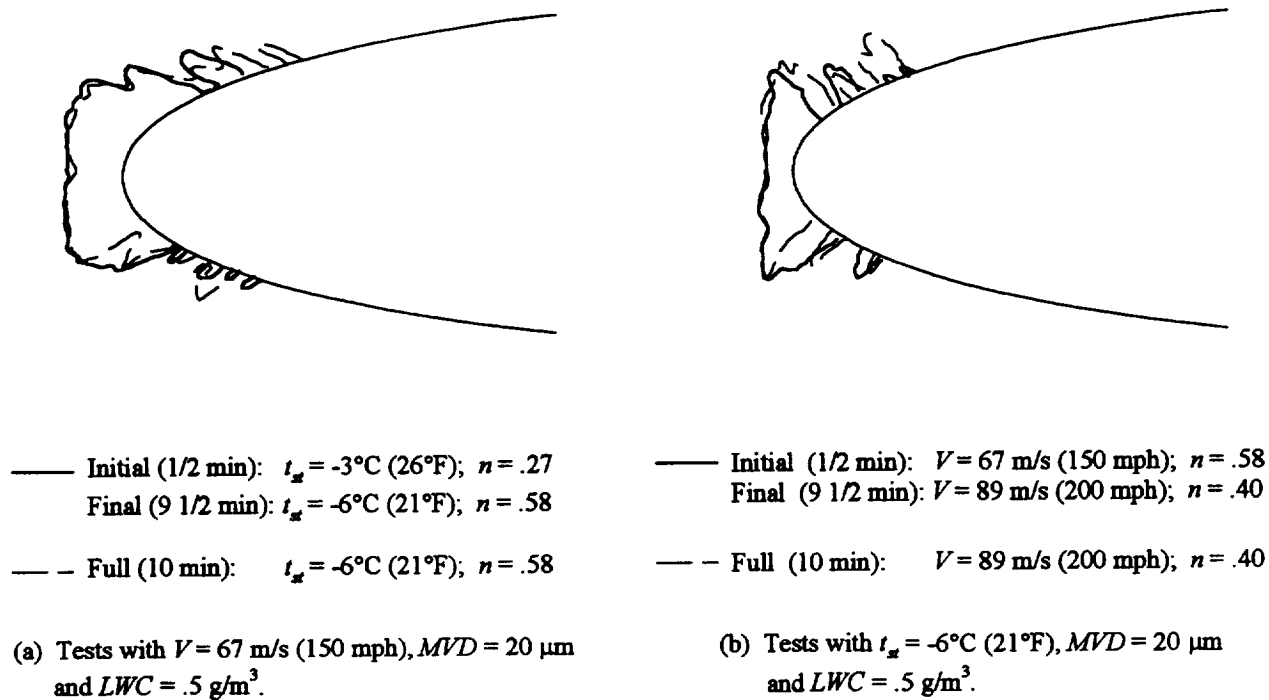 Initial (1/2 min): t_st = -3°C (26°F); n = .27
Final (9 1/2 min): t_st = -6°C (21°F); n = .58
Full (10 min): t_st = -6°C (21°F); n = .58
(a) Tests with V = 67 m/s (150 mph), MVD = 20 µm
and LWC = .5 g/m³.
Initial (1/2 min): V = 67 m/s (150 mph); n = .58
Final (9 1/2 min): V = 89 m/s (200 mph); n = .40
Full (10 min): V = 89 m/s (200 mph); n = .40
(b) Tests with t_st = -6°C (21°F), MVD = 20 µm
and LWC = .5 g/m³.